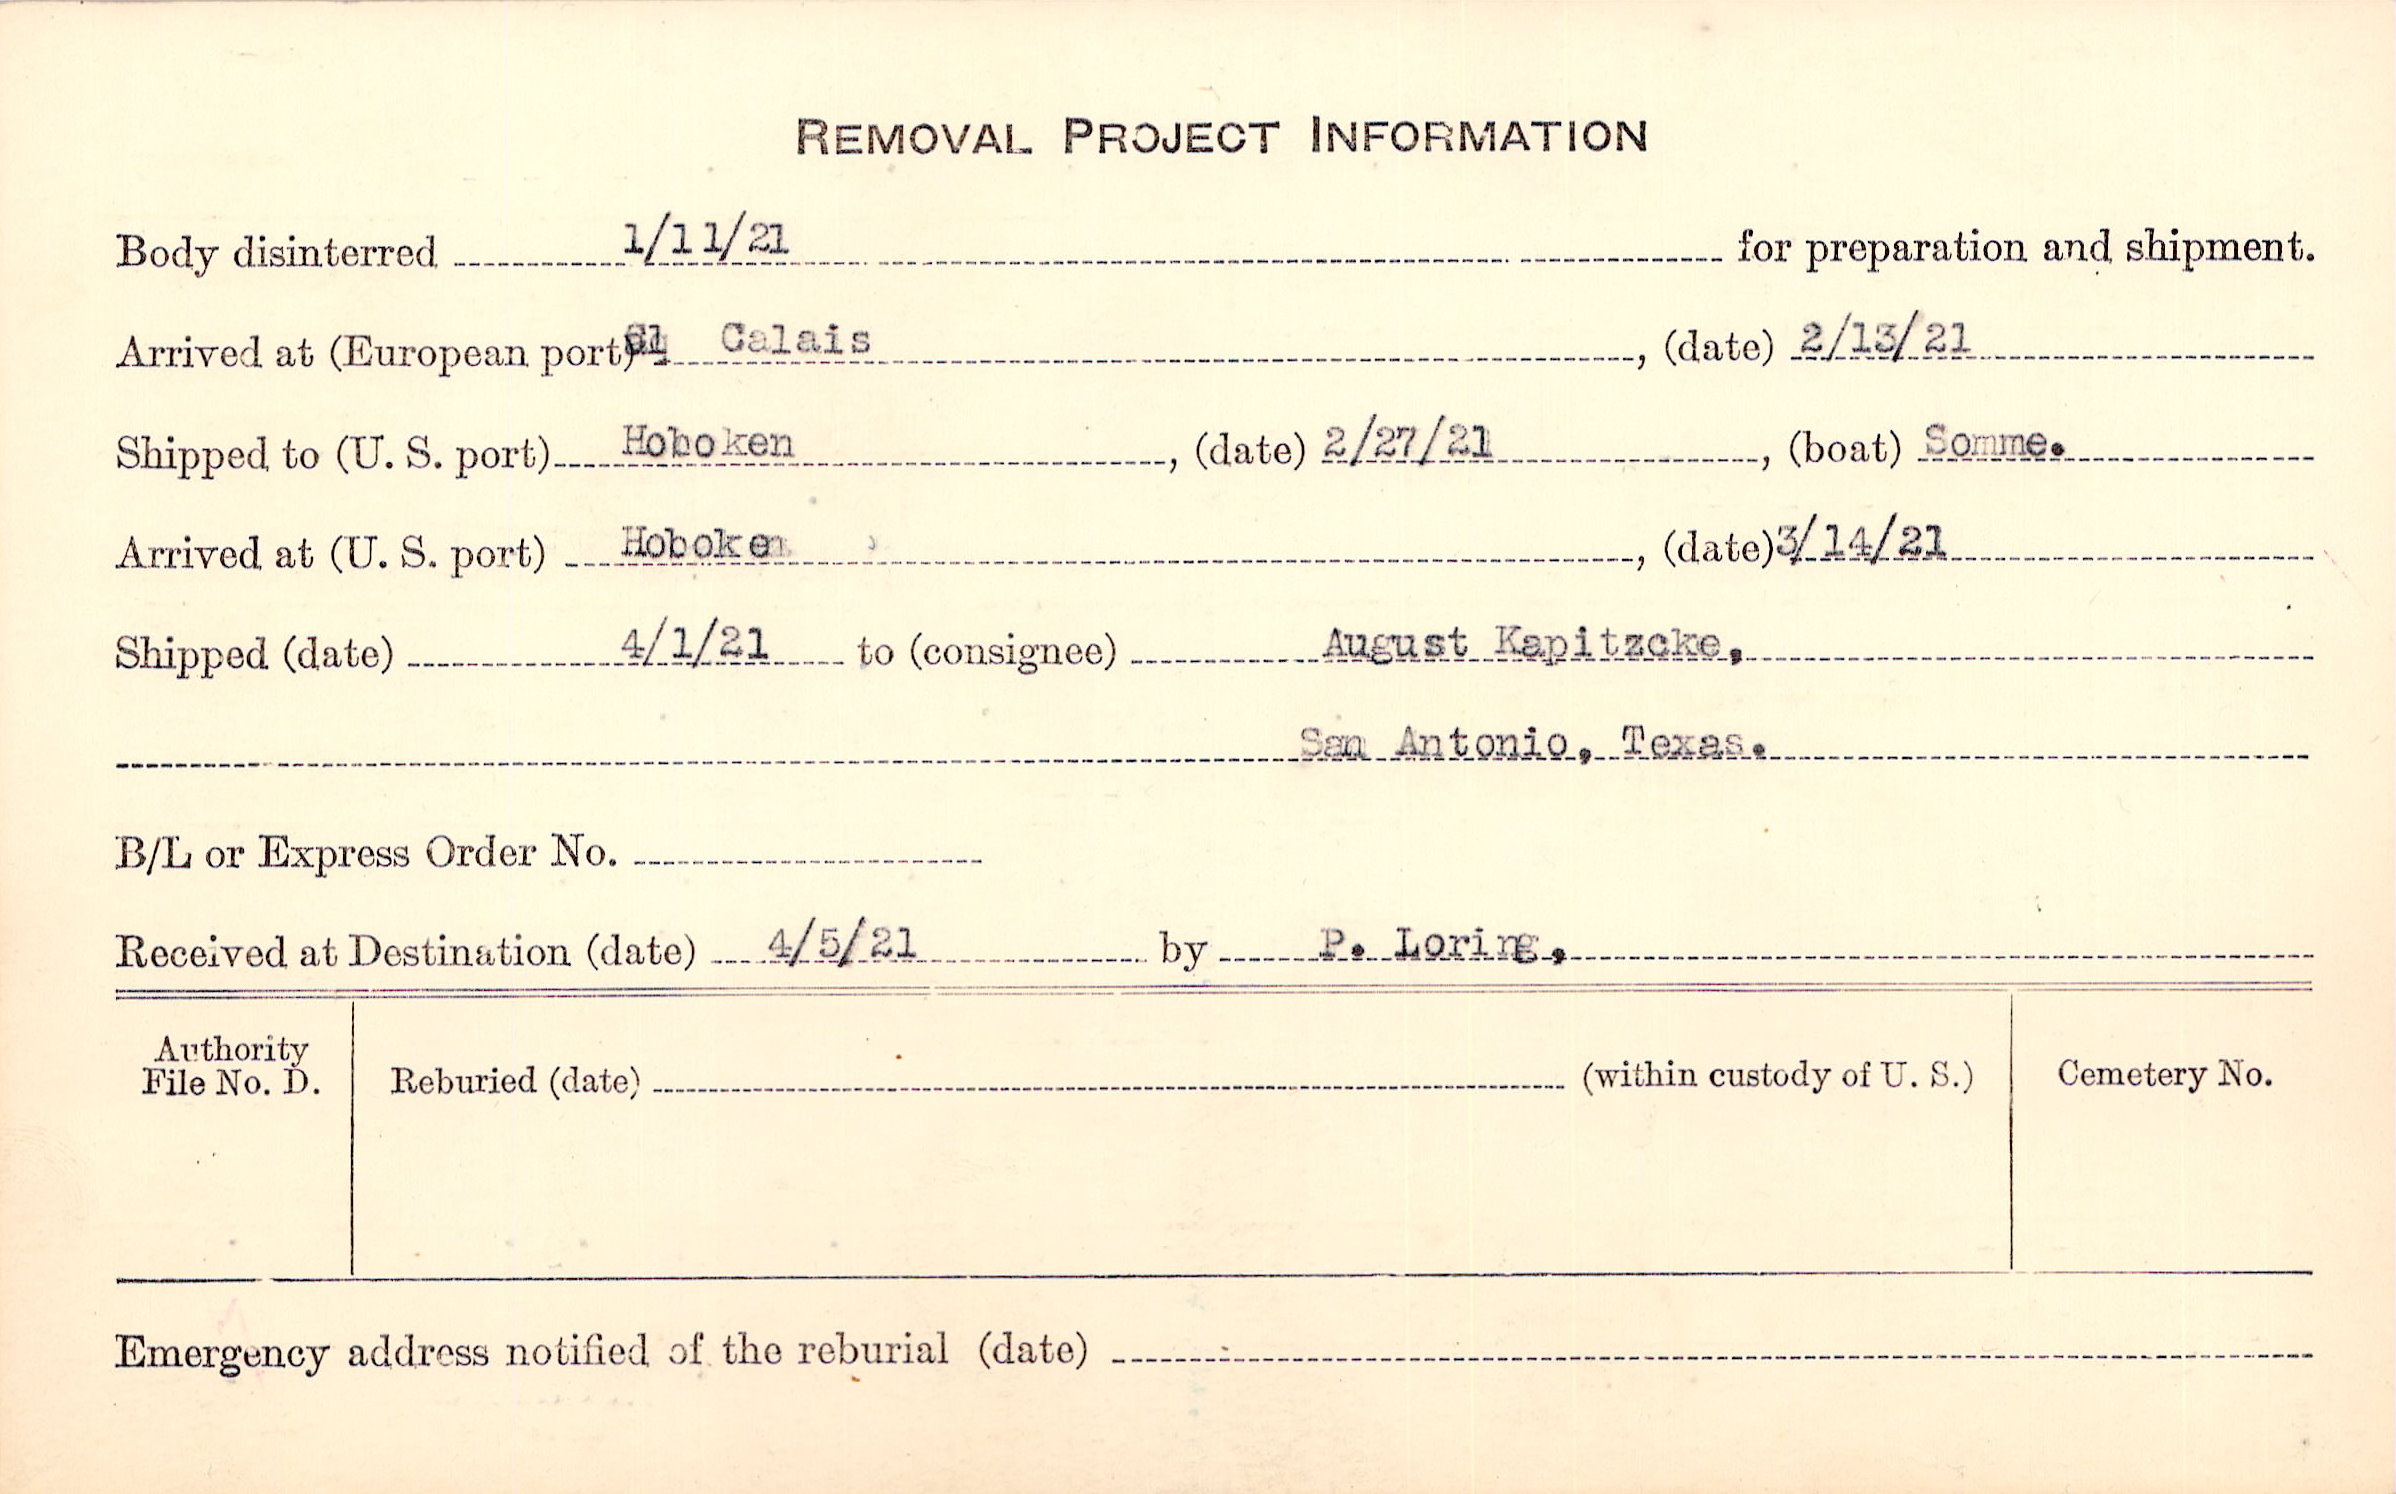 REMOVAL PROJECT INFORMATION
Body disinterred 1/11/21 for preparation and shipment.
Arrived at (European port) Calais, (date) 2/13/21
Shipped to (U. S. port) Hoboken, (date) 2/27/21, (boat) Somme.
Arrived at (U. S. port) Hoboken, (date) 3/14/21
Shipped (date) 4/1/21 to (consignee) August Kapitzcke,
San Antonio, Texas.
B/L or Express Order No.
Received at Destination (date) 4/5/21 by P. Loring,
Authority
File No. D.
Reburied (date) (within custody of U. S.)
Cemetery No.
Emergency address notified of the reburial (date)